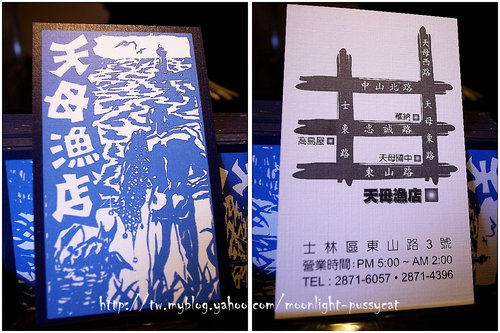 天母漁店
天母西路
中山北路
華納
士東路
忠誠路
天母東路
高島屋
天母國中
東山路
天母漁店
士林區東山路3號
營業時間:PM 5:00~AM 2:00
TEL:2871-6057•2871-4396
http://tw.myblog.yahoo.com/moonlight-pussycat